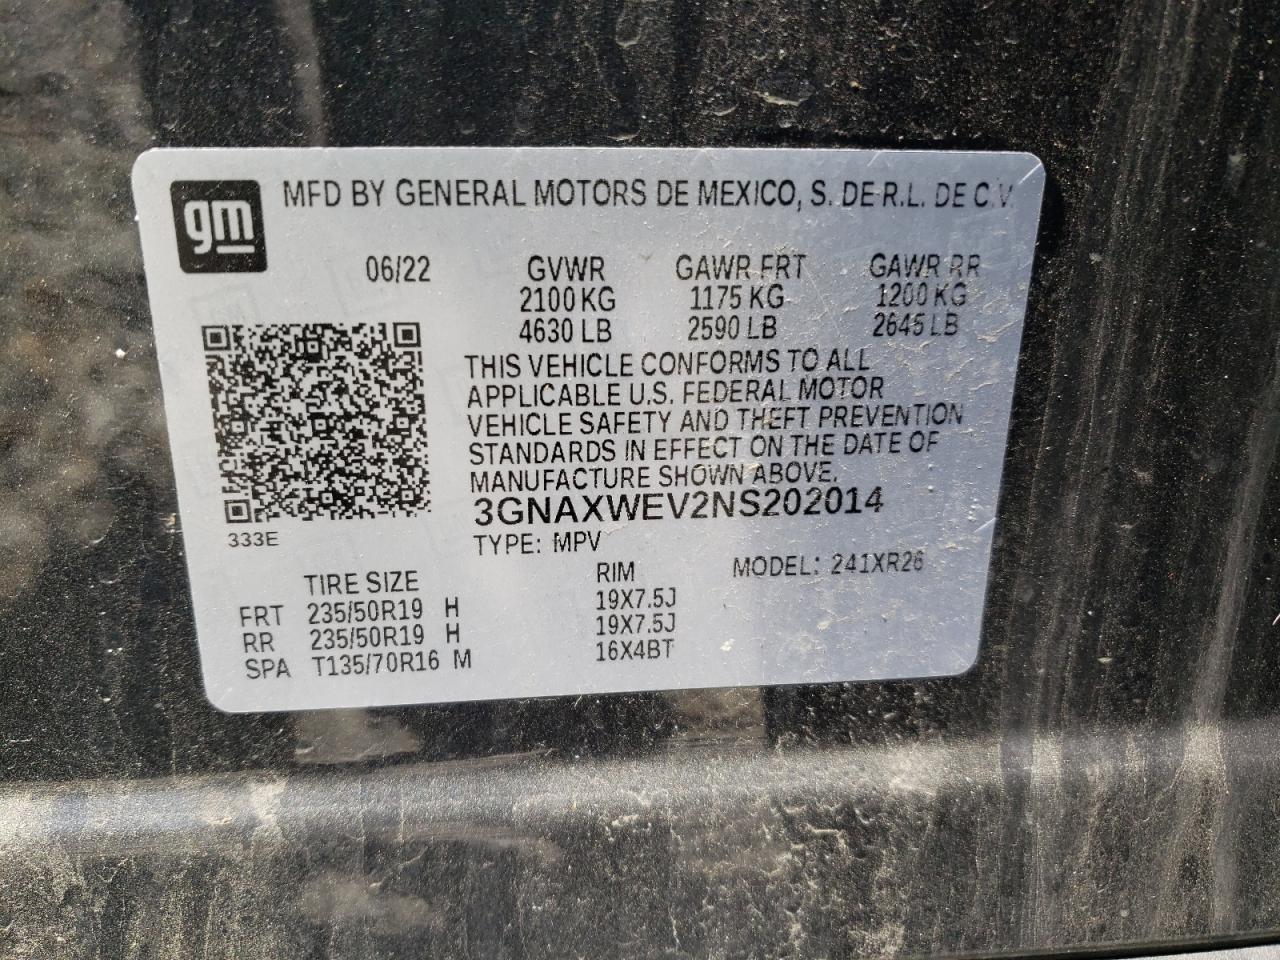 gm
MFD BY GENERAL MOTORS DE MEXICO, S. DE R.L. DE C.V.
06/22 GVWR GAWR FRT GAWR RR
2100 KG 1175 KG 1200 KG
4630 LB 2590 LB 2645 LB
THIS VEHICLE CONFORMS TO ALL
APPLICABLE U.S. FEDERAL MOTOR
VEHICLE SAFETY AND THEFT PREVENTION
STANDARDS IN EFFECT ON THE DATE OF
MANUFACTURE SHOWN ABOVE.
3GNAXWEV2NS202014
333E
TYPE: MPV
MODEL: 241XR26
TIRE SIZE RIM
FRT 235/50R19 H 19X7.5J
RR 235/50R19 H 19X7.5J
SPA T135/70R16 M 16X4BT